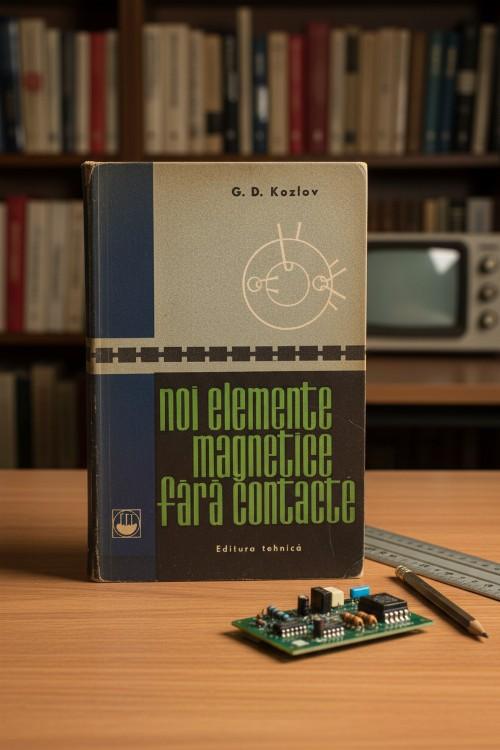 G. D. Kozlov
noi elemente
magnetice
fără contacte
Editura tehnică